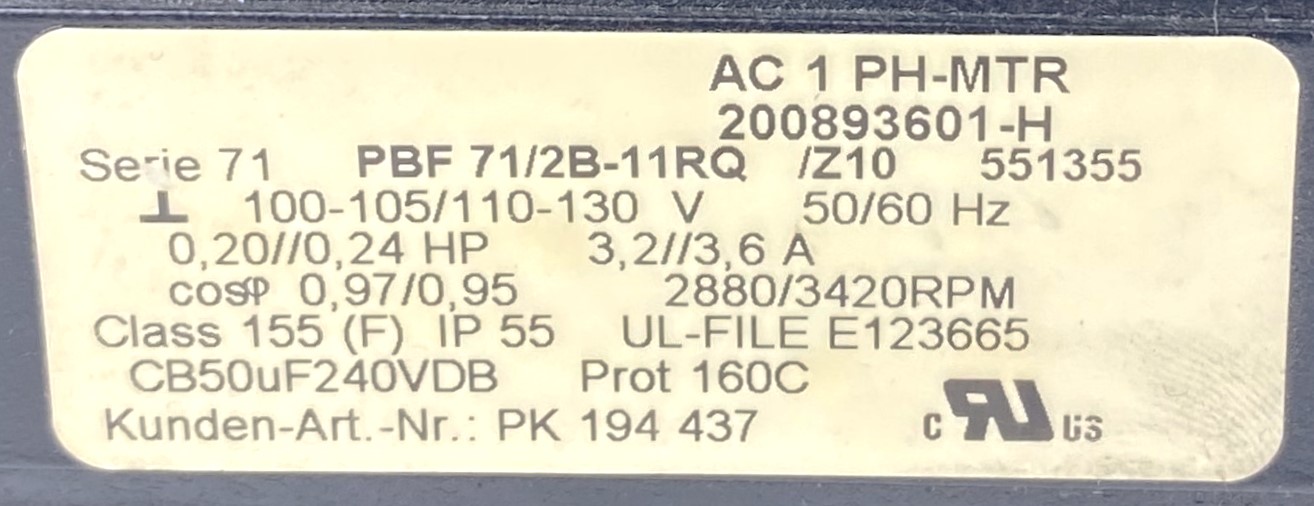 AC 1 PH-MTR
200893601-H
Serie 71 PBF 71/2B-11RQ /Z10 551355
⊥ 100-105/110-130 V 50/60 Hz
0,20//0,24 HP 3,2//3,6 A
cosφ 0,97/0,95 2880/3420RPM
Class 155 (F) IP 55 UL-FILE E123665
CB50uF240VDB Prot 160C
Kunden-Art.-Nr.: PK 194 437 c RU US